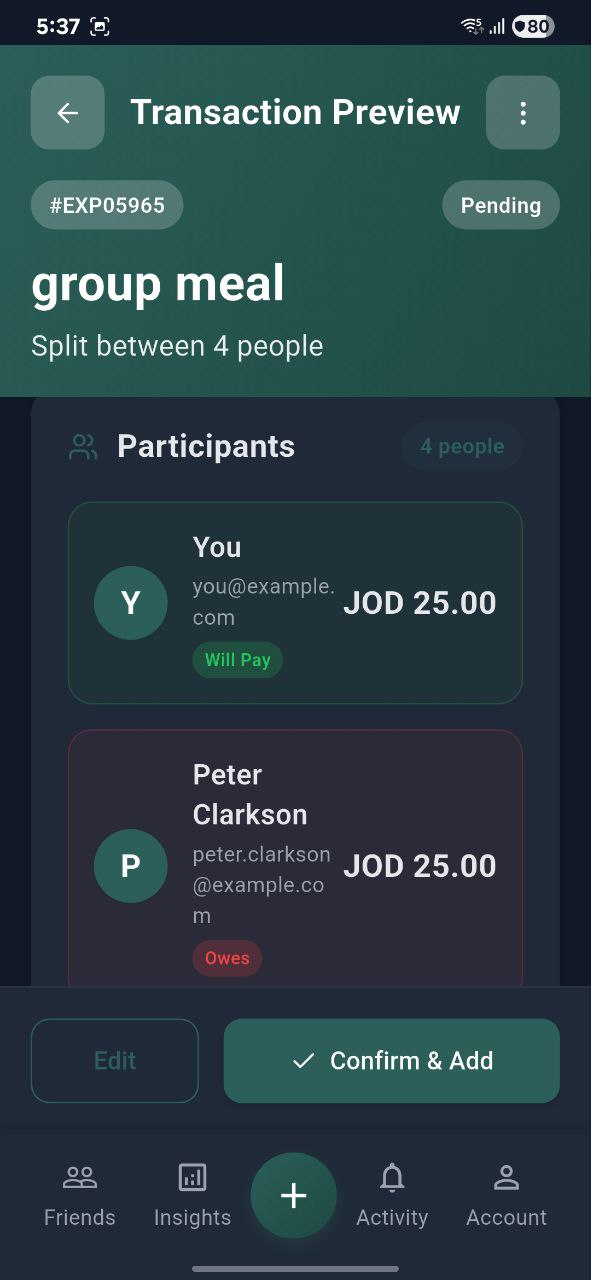 5:37
5
80
Transaction Preview
#EXP05965
Pending
group meal
Split between 4 people
Participants
4 people
You
you@example.
com
JOD 25.00
Will Pay
Y
Peter
Clarkson
peter.clarkson
@example.co
m
JOD 25.00
Owes
P
Edit
Confirm & Add
Friends
Insights
Activity
Account